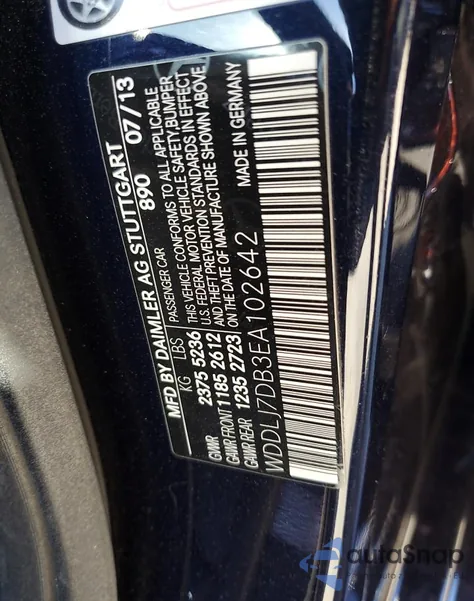 MFD BY DAIMLER AG STUTTGART
890 07/13
KG LBS
GVWR 2375 5236
GAWR FRONT 1185 2612
GAWR REAR 1235 2723
PASSENGER CAR
THIS VEHICLE CONFORMS TO ALL APPLICABLE
U.S. FEDERAL MOTOR VEHICLE SAFETY,BUMPER
AND THEFT PREVENTION STANDARDS IN EFFECT
ON THE DATE OF MANUFACTURE SHOWN ABOVE
MADE IN GERMANY
WDDLJ7DB3EA102642
autoSnap